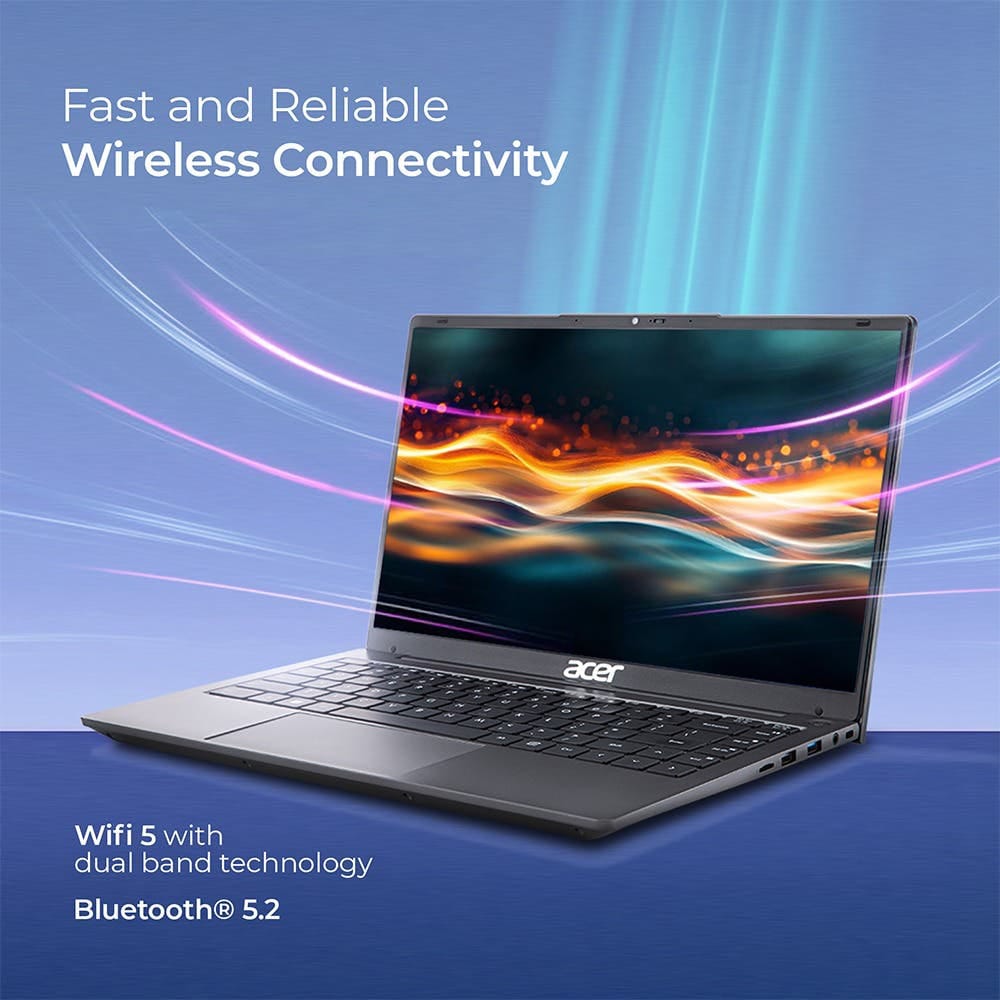 Fast and Reliable
Wireless Connectivity
acer
Wifi 5 with
dual band technology
Bluetooth® 5.2